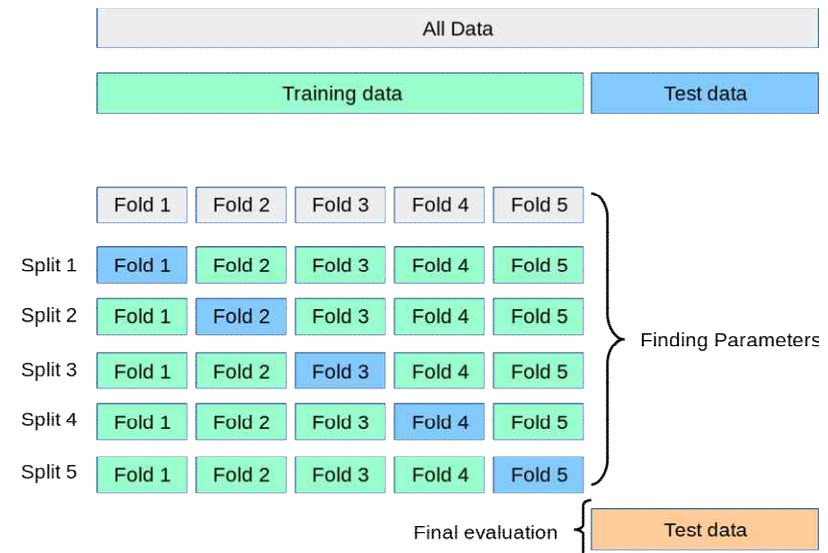 All Data
Training data Test data
Fold 1 Fold 2 Fold 3 Fold 4 Fold 5
Split 1 Fold 1 Fold 2 Fold 3 Fold 4 Fold 5
Split 2 Fold 1 Fold 2 Fold 3 Fold 4 Fold 5
Finding Parameters
Split 3 Fold 1 Fold 2 Fold 3 Fold 4 Fold 5
Split 4 Fold 1 Fold 2 Fold 3 Fold 4 Fold 5
Split 5 Fold 1 Fold 2 Fold 3 Fold 4 Fold 5
Final evaluation Test data